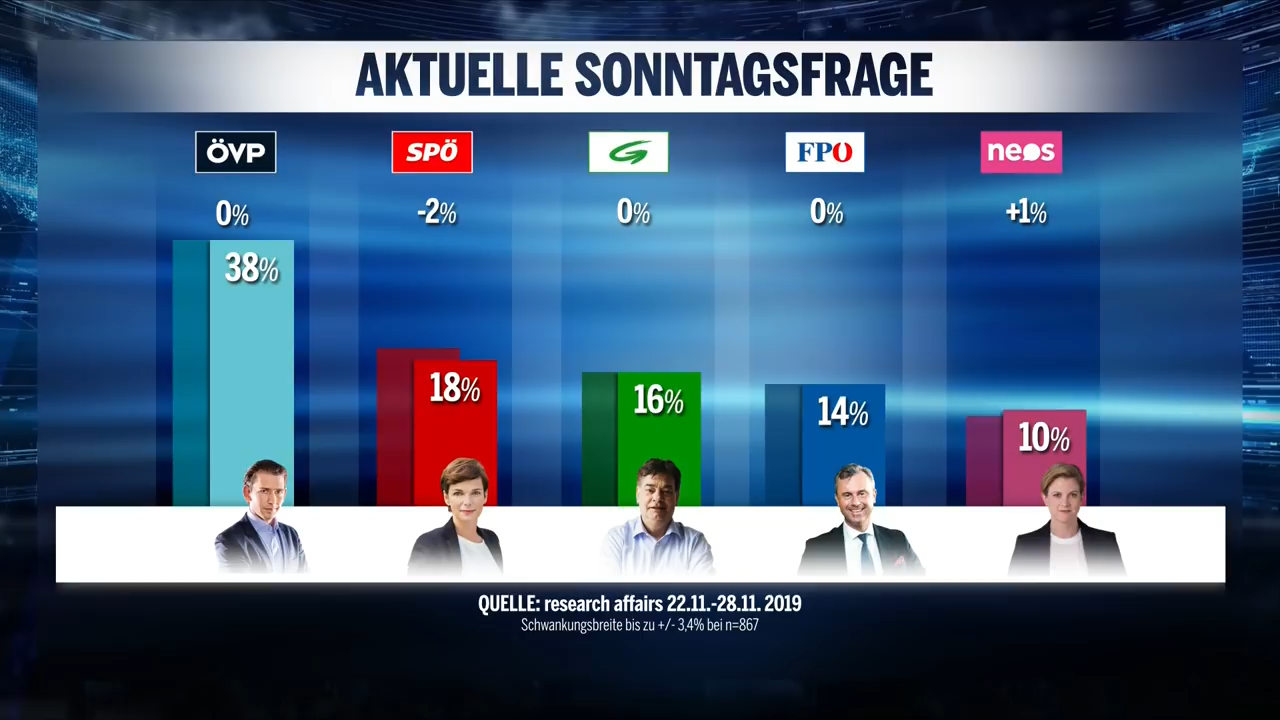 AKTUELLE SONNTAGSFRAGE
ÖVP
SPÖ
G
FPÖ
neos
0%
-2%
0%
0%
+1%
38%
18%
16%
14%
10%
QUELLE: research affairs 22.11.-28.11. 2019
Schwankungsbreite bis zu +/- 3,4% bei n=867